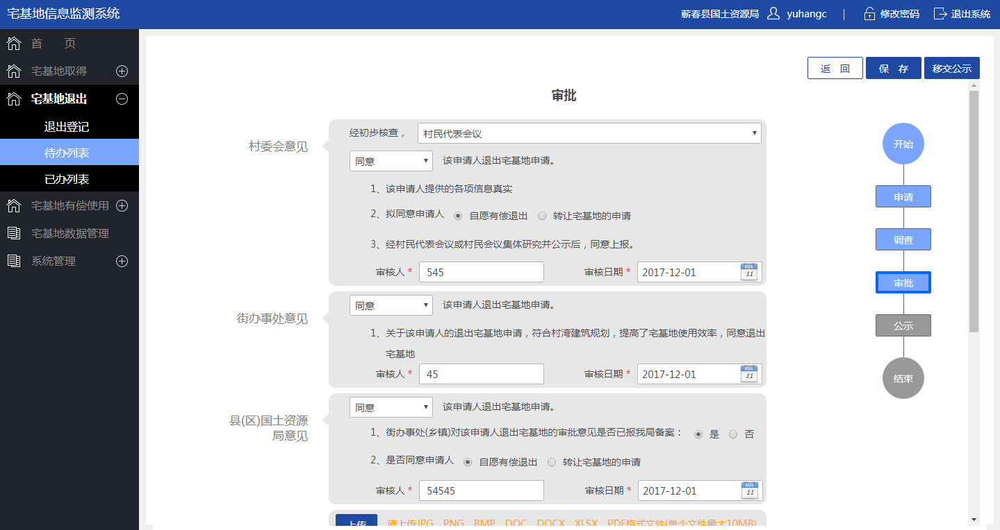 宅基地信息监测系统
蕲春县国土资源局 yuhangc | 修改密码 退出系统
首 页
宅基地取得
宅基地退出
退出登记
待办列表
已办列表
宅基地有偿使用
宅基地数据管理
系统管理
返 回 保 存 移交公示
审批
村委会意见
经初步核查， 村民代表会议
同意 该申请人退出宅基地申请。
1、该申请人提供的各项信息真实
2、拟同意申请人 自愿有偿退出 转让宅基地的申请
3、经村民代表会议或村民会议集体研究并公示后，同意上报。
审核人 * 545 审核日期 * 2017-12-01
街办事处意见
同意 该申请人退出宅基地申请。
1、关于该申请人的退出宅基地申请，符合村湾建筑规划，提高了宅基地使用效率，同意退出
宅基地
审核人 * 45 审核日期 * 2017-12-01
县(区)国土资源
局意见
同意 该申请人退出宅基地申请。
1、街办事处(乡镇)对该申请人退出宅基地的审批意见是否已报我局备案： 是 否
2、是否同意申请人 自愿有偿退出 转让宅基地的申请
审核人 * 54545 审核日期 * 2017-12-01
上传 请上传JPG、PNG、BMP、DOC、DOCX、XLSX、PDF格式文件(单个文件最大10MB)
开始
申请
调查
审批
公示
结束